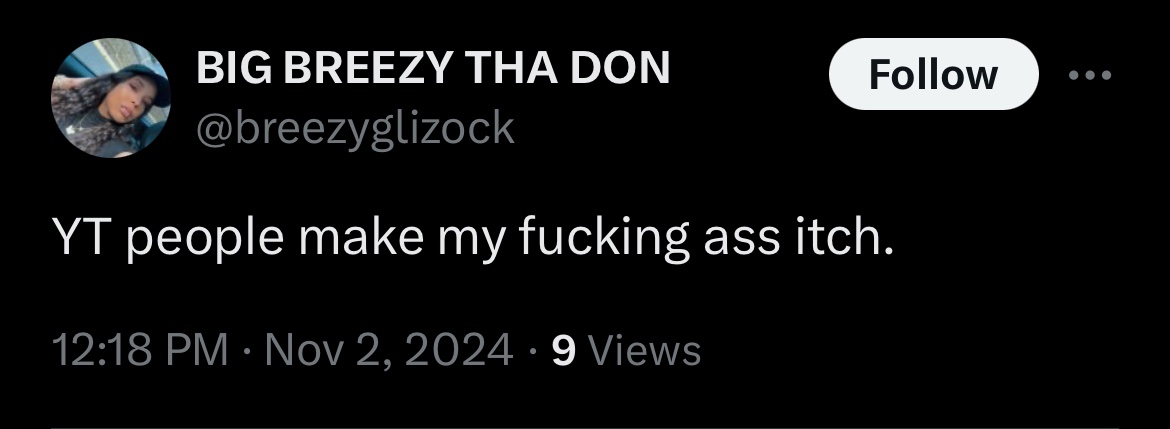 BIG BREEZY THA DON
Follow
@breezyglizock
YT people make my fucking ass itch.
12:18 PM · Nov 2, 2024 · 9 Views